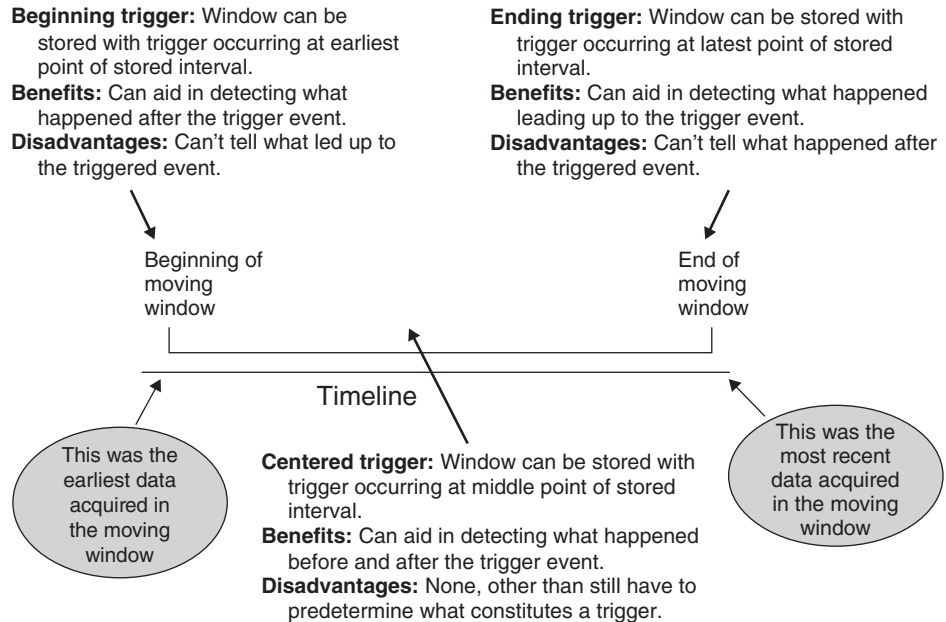 Beginning trigger: Window can be
stored with trigger occurring at earliest
point of stored interval.
Benefits: Can aid in detecting what
happened after the trigger event.
Disadvantages: Can't tell what led up to
the triggered event.
Ending trigger: Window can be stored with
trigger occurring at latest point of stored
interval.
Benefits: Can aid in detecting what happened
leading up to the trigger event.
Disadvantages: Can't tell what happened after
the triggered event.
Beginning of
moving
window
End of
moving
window
Timeline
This was the
earliest data
acquired in
the moving
window
Centered trigger: Window can be stored with
trigger occurring at middle point of stored
interval.
Benefits: Can aid in detecting what happened
before and after the trigger event.
Disadvantages: None, other than still have to
predetermine what constitutes a trigger.
This was the
most recent
data acquired
in the moving
window